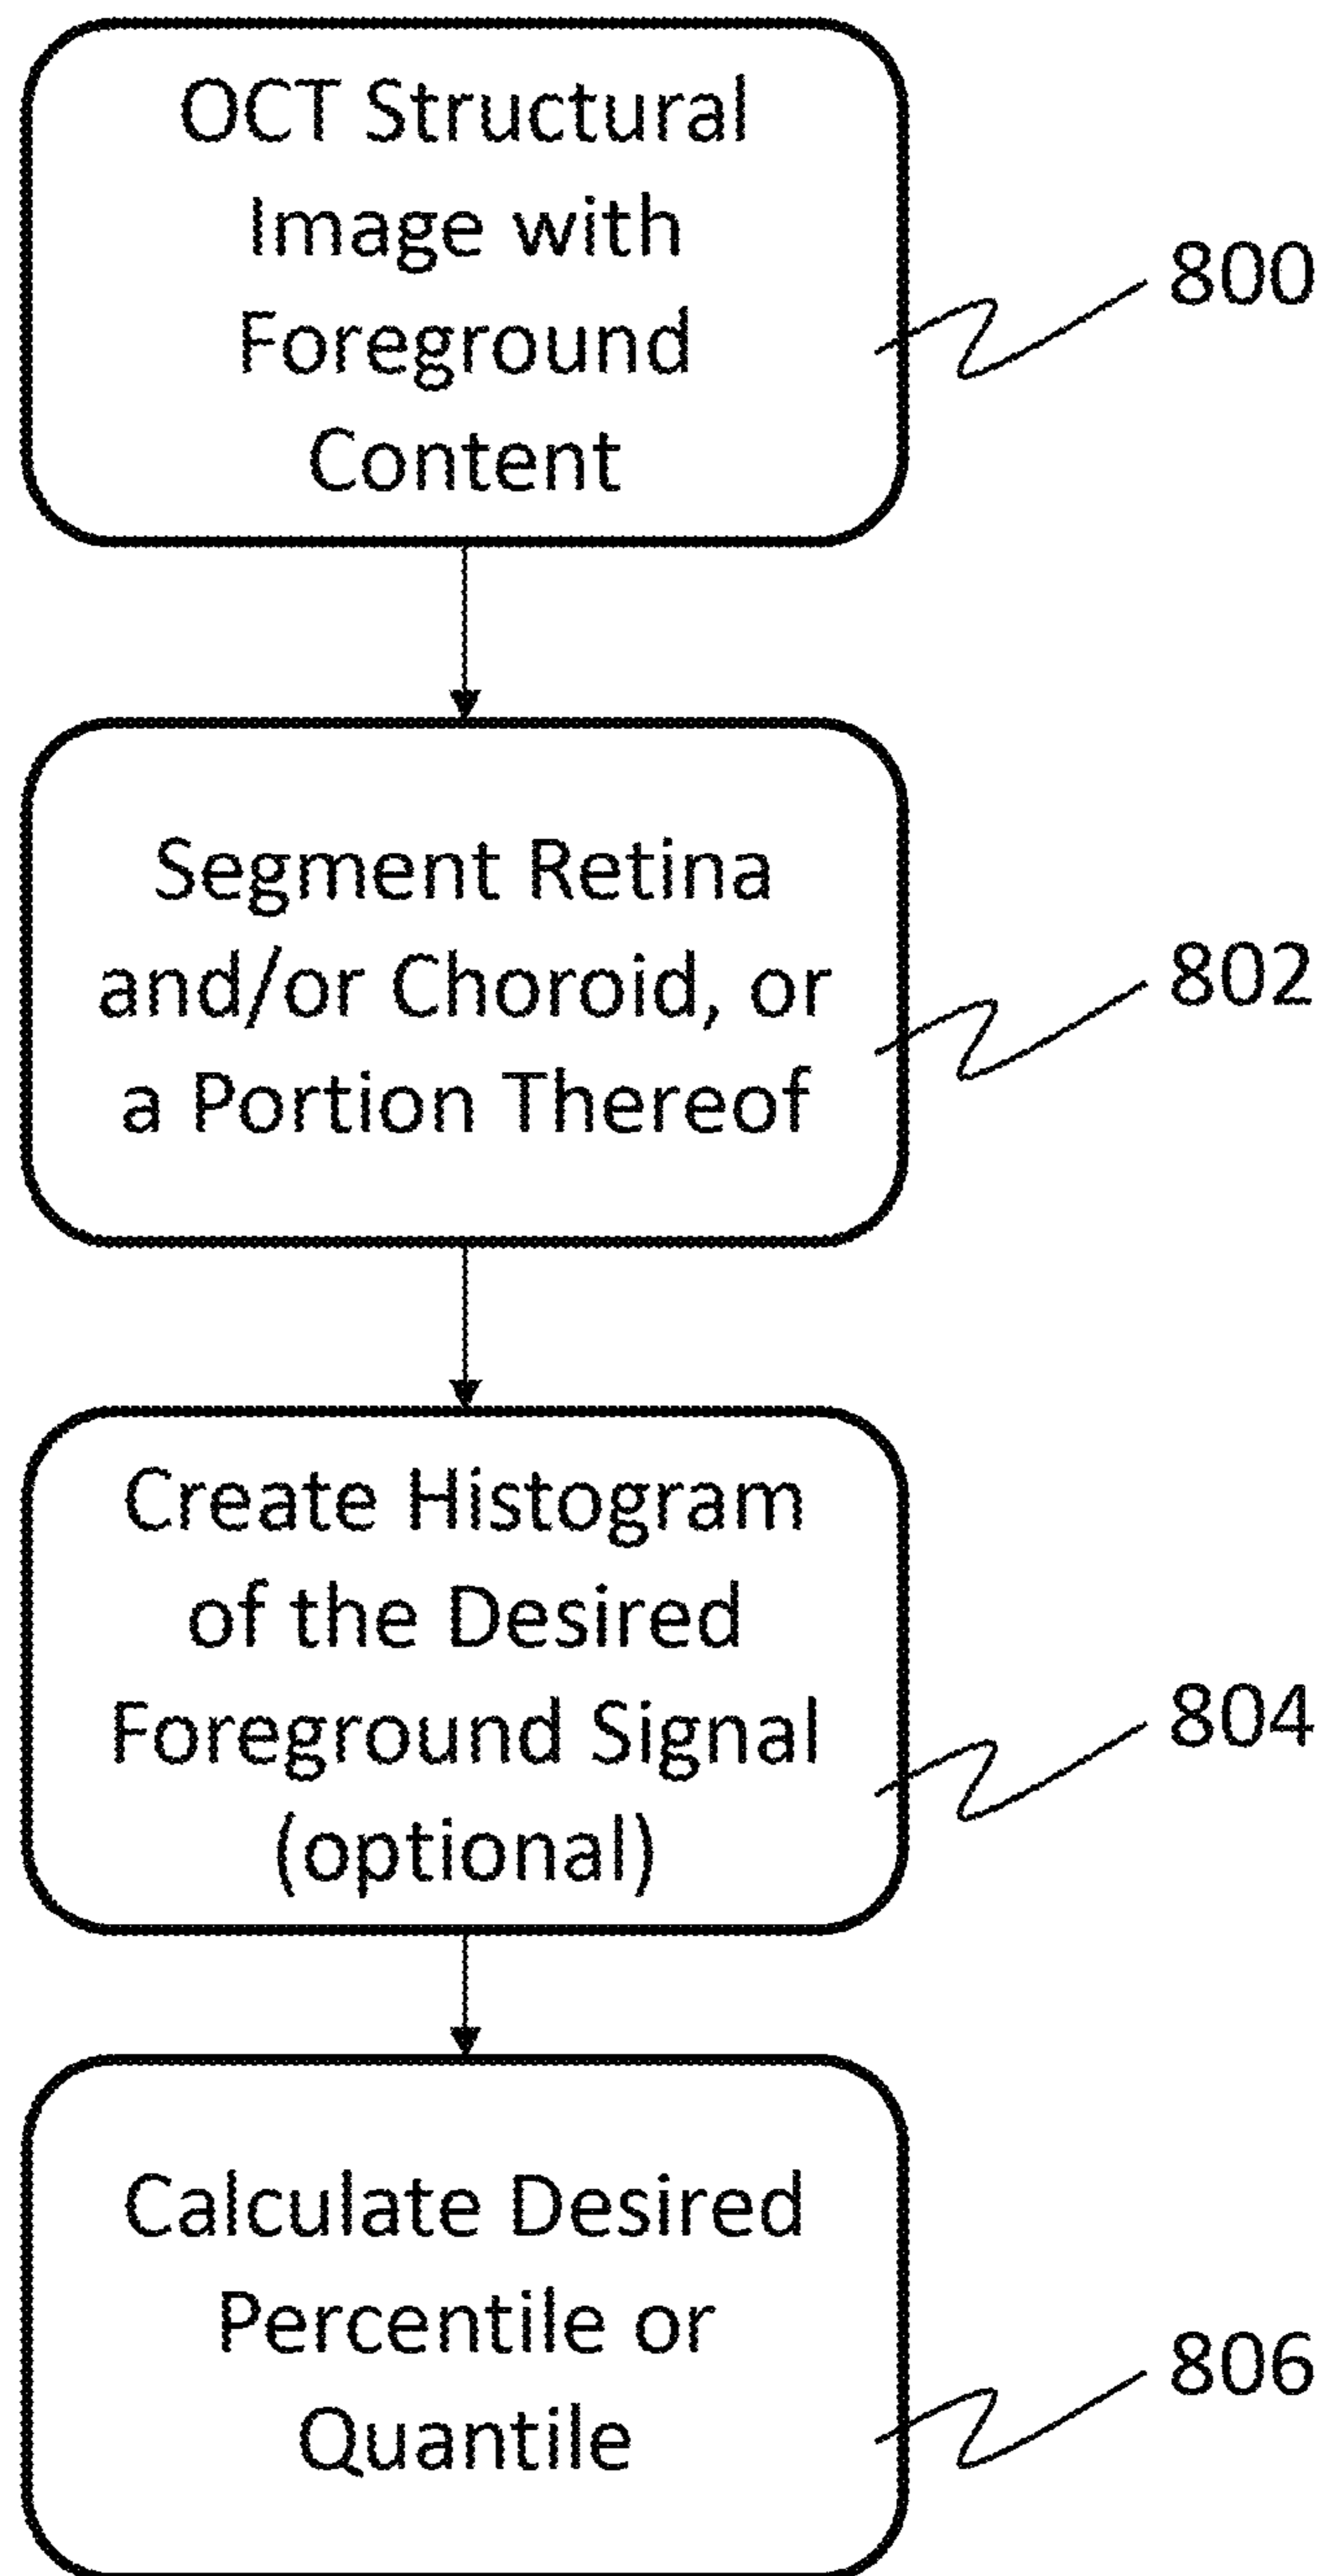 OCT Structural
Image with
Foreground
Content
800
Segment Retina
and/or Choroid, or
a Portion Thereof
802
Create Histogram
of the Desired
Foreground Signal
(optional)
804
Calculate Desired
Percentile or
Quantile
806